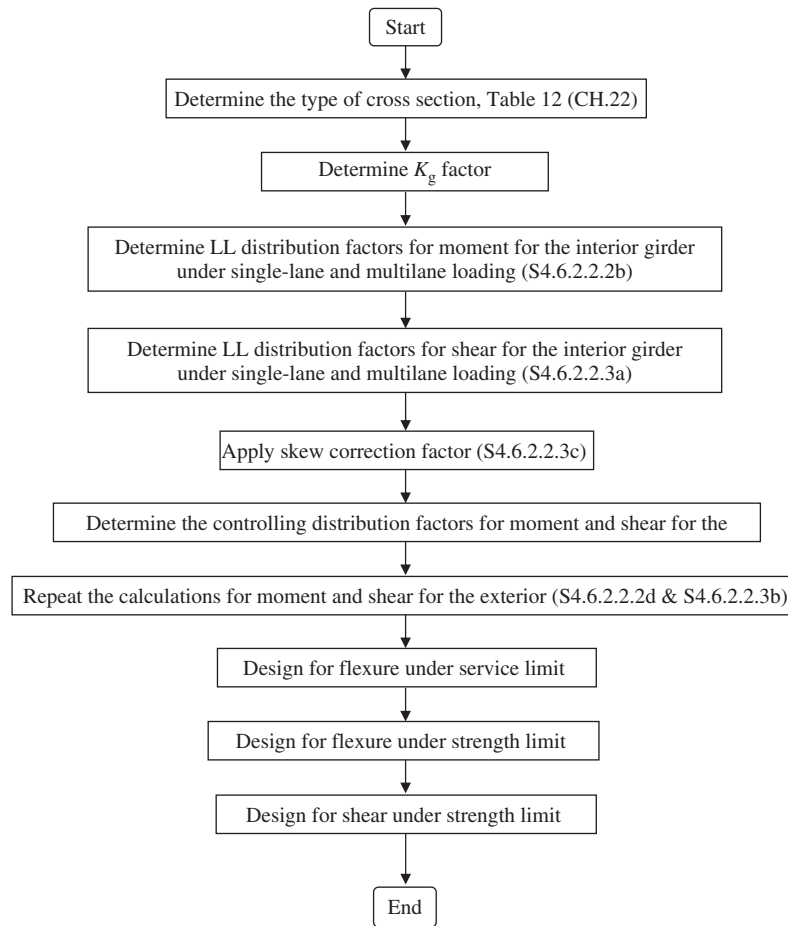 Start
Determine the type of cross section, Table 12 (CH.22)
Determine Kg factor
Determine LL distribution factors for moment for the interior girder
under single-lane and multilane loading (S4.6.2.2.2b)
Determine LL distribution factors for shear for the interior girder
under single-lane and multilane loading (S4.6.2.2.3a)
Apply skew correction factor (S4.6.2.2.3c)
Determine the controlling distribution factors for moment and shear for the
Repeat the calculations for moment and shear for the exterior (S4.6.2.2.2d & S4.6.2.2.3b)
Design for flexure under service limit
Design for flexure under strength limit
Design for shear under strength limit
End